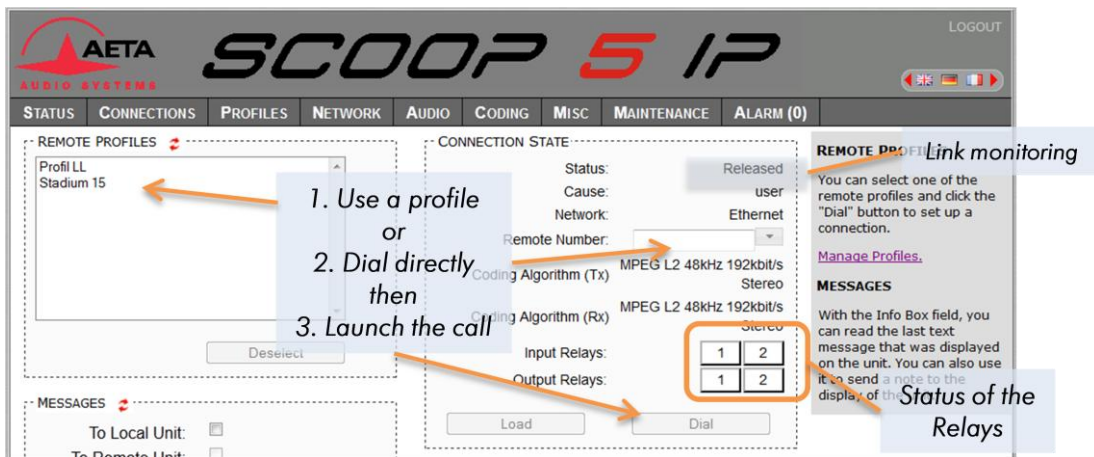 LOGOUT
AETA
AUDIO SYSTEMS
SCOOP 5 IP
STATUS CONNECTIONS PROFILES NETWORK AUDIO CODING MISC MAINTENANCE ALARM (0)
REMOTE PROFILES
Profil LL
Stadium 15
Deselect
1. Use a profile
or
2. Dial directly
then
3. Launch the call
CONNECTION STATE
Status: Released
Cause: user
Network: Ethernet
Remote Number:
Coding Algorithm (Tx) MPEG L2 48kHz 192kbit/s
Stereo
Coding Algorithm (Rx) MPEG L2 48kHz 192kbit/s
Stereo
Input Relays: 1 2
Output Relays: 1 2
Load Dial
Link monitoring
REMOTE PROFILES
You can select one of the
remote profiles and click the
"Dial" button to set up a
connection.
Manage Profiles.
MESSAGES
With the Info Box field, you
can read the last text
message that was displayed
on the unit. You can also use
it to send a note to the
display of the
Status of the
Relays
MESSAGES
To Local Unit:
To Remote Unit: